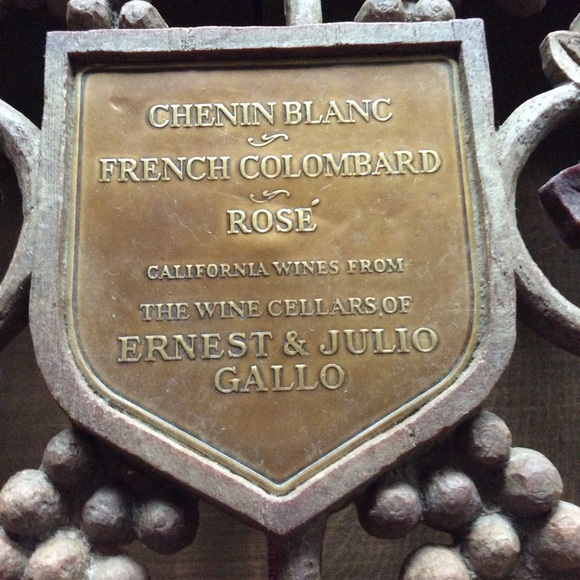 CHENIN BLANC
FRENCH COLOMBARD
ROSÉ
CALIFORNIA WINES FROM
THE WINE CELLARS OF
ERNEST & JULIO
GALLO